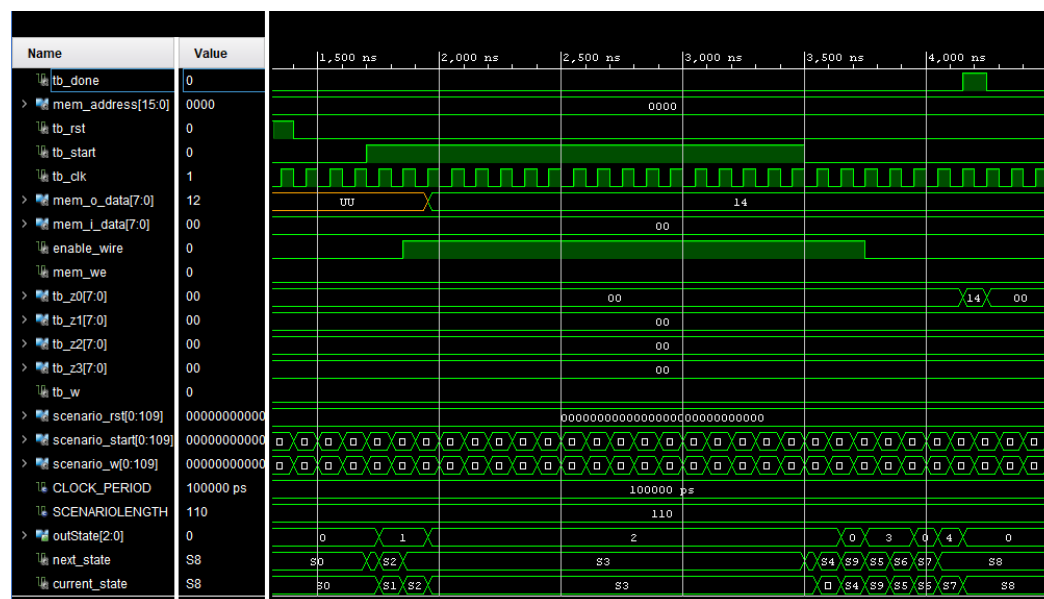 Name Value
1,500 ns 2,000 ns 2,500 ns 3,000 ns 3,500 ns 4,000 ns
tb_done 0
mem_address[15:0] 0000 0000
tb_rst 0
tb_start 0
tb_clk 1
mem_o_data[7:0] 12 UU 14
mem_i_data[7:0] 00 00
enable_wire 0
mem_we 0
tb_z0[7:0] 00 00 14 00
tb_z1[7:0] 00 00
tb_z2[7:0] 00 00
tb_z3[7:0] 00 00
tb_w 0
scenario_rst[0:109] 00000000000 0000000000000000000000000000
scenario_start[0:109] 00000000000
scenario_w[0:109] 00000000000
CLOCK_PERIOD 100000 ps 100000 ps
SCENARIOLENGTH 110 110
outState[2:0] 0 0 1 2 0 3 0 4 0
next_state S8 S0 S2 S3 S4 S9 S5 S6 S7 S8
current_state S8 S0 S1 S2 S3 S4 S9 S5 S6 S7 S8